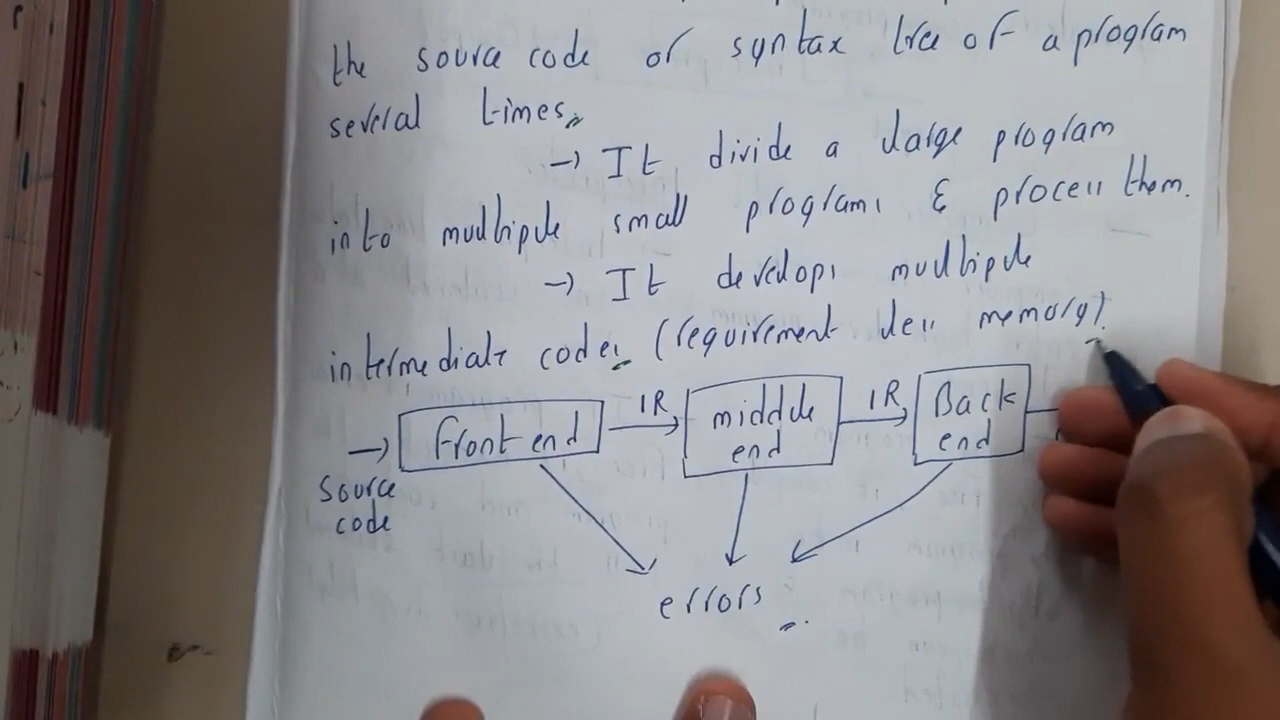 the source code or syntax tree of a program
several times.
→ It divide a large program
into multiple small programs & process them.
→ It develops multiple
intermediate codes. (requirement less memory).
Front end
IR
middle
end
IR
Back
end
source
code
errors